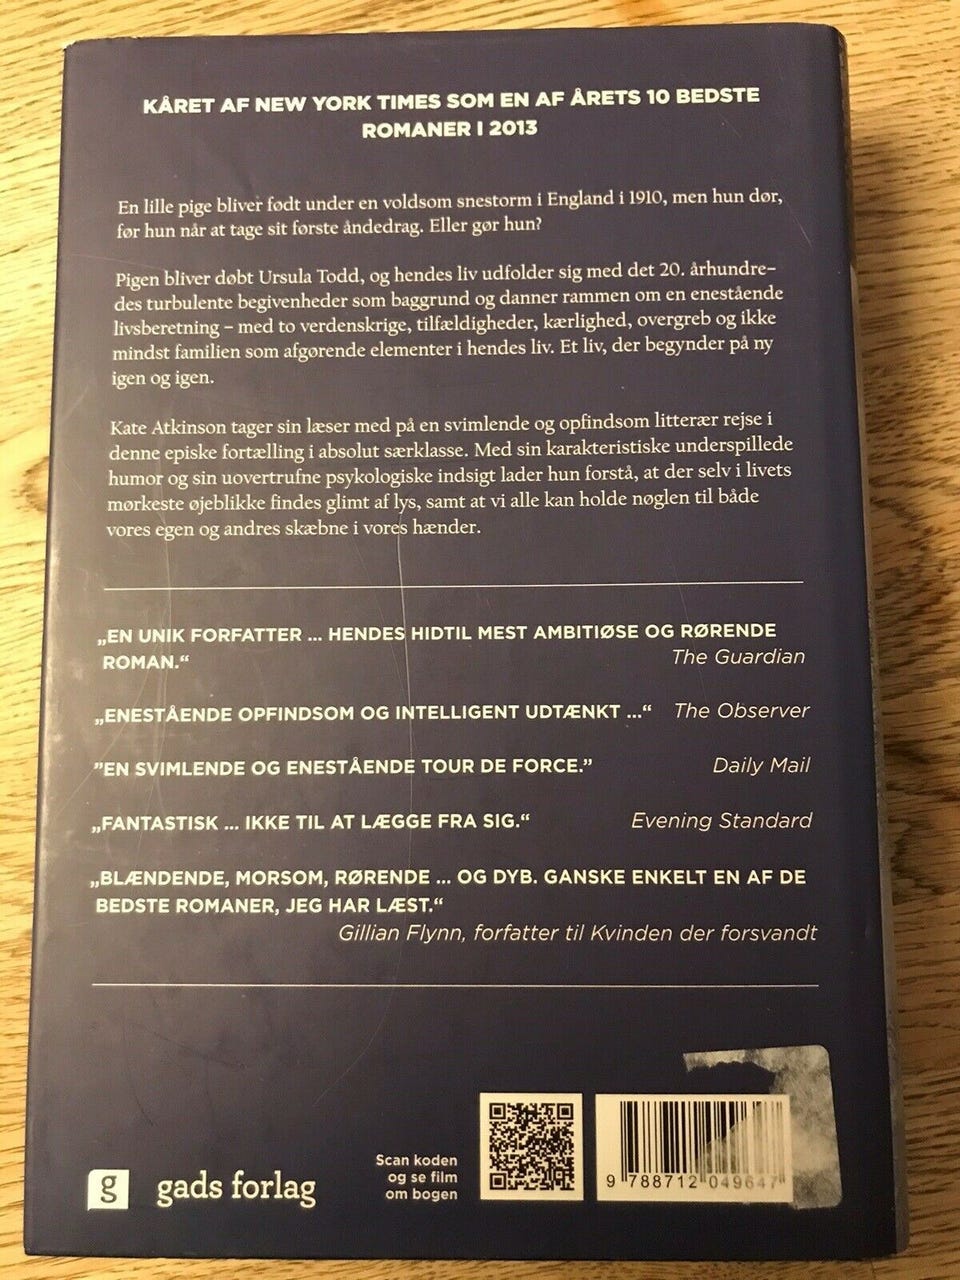 KÅRET AF NEW YORK TIMES SOM EN AF ÅRETS 10 BEDSTE
ROMANER I 2013
En lille pige bliver født under en voldsom snestorm i England i 1910, men hun dør,
før hun når at tage sit første åndedrag. Eller gør hun?
Pigen bliver døbt Ursula Todd, og hendes liv udfolder sig med det 20. århundre-
des turbulente begivenheder som baggrund og danner rammen om en enestående
livsberetning – med to verdenskrige, tilfældigheder, kærlighed, overgreb og ikke
mindst familien som afgørende elementer i hendes liv. Et liv, der begynder på ny
igen og igen.
Kate Atkinson tager sin læser med på en svimlende og opfindsom litterær rejse i
denne episke fortælling i absolut særklasse. Med sin karakteristiske underspillede
humor og sin uovertrufne psykologiske indsigt lader hun forstå, at der selv i livets
mørkeste øjeblikke findes glimt af lys, samt at vi alle kan holde nøglen til både
vores egen og andres skæbne i vores hænder.
„EN UNIK FORFATTER ... HENDES HIDTIL MEST AMBITIØSE OG RØRENDE
ROMAN.“ The Guardian
„ENESTÅENDE OPFINDSOM OG INTELLIGENT UDTÆNKT ...“ The Observer
”EN SVIMLENDE OG ENESTÅENDE TOUR DE FORCE.” Daily Mail
„FANTASTISK ... IKKE TIL AT LÆGGE FRA SIG.“ Evening Standard
„BLÆNDENDE, MORSOM, RØRENDE ... OG DYB. GANSKE ENKELT EN AF DE
BEDSTE ROMANER, JEG HAR LÆST.“
Gillian Flynn, forfatter til Kvinden der forsvandt
g gads forlag
Scan koden
og se film
om bogen
9 788712 049647